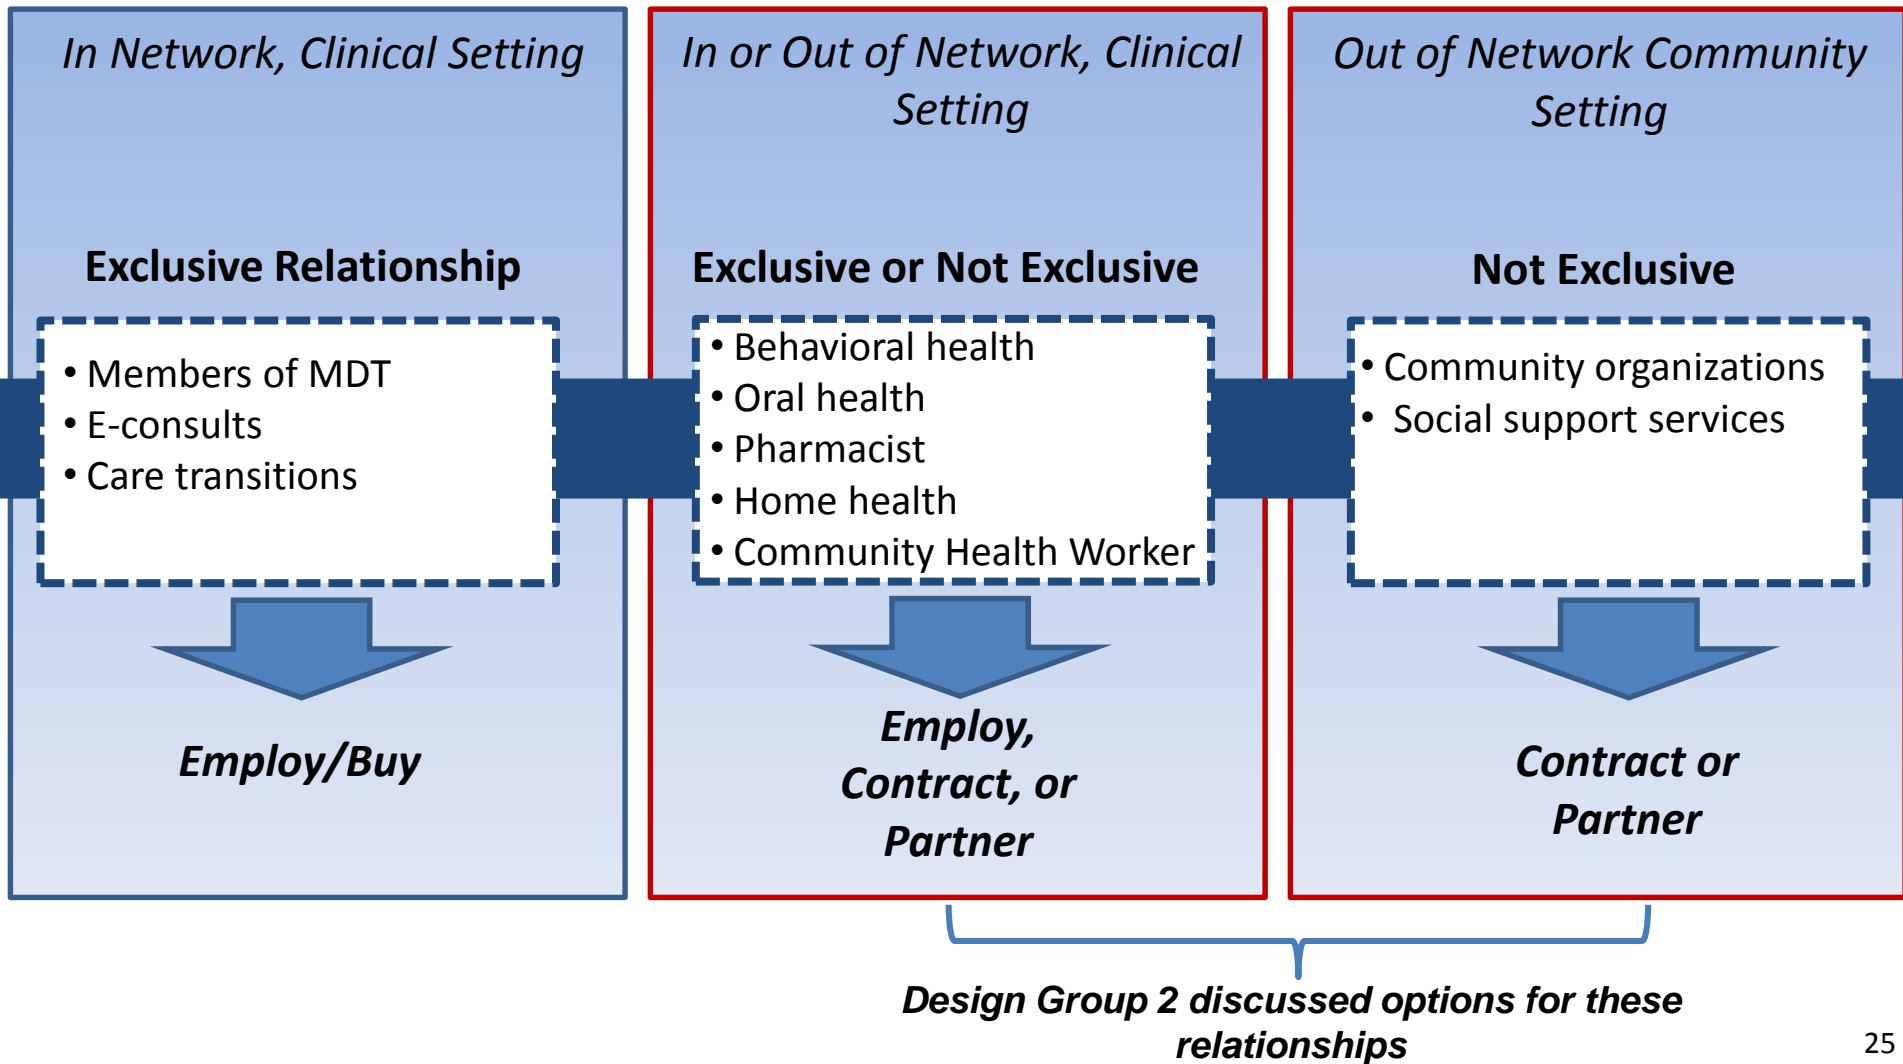 In Network, Clinical Setting
Exclusive Relationship
• Members of MDT
• E-consults
• Care transitions
Employ/Buy
In or Out of Network, Clinical
Setting
Exclusive or Not Exclusive
• Behavioral health
• Oral health
• Pharmacist
• Home health
• Community Health Worker
Employ,
Contract, or
Partner
Out of Network Community
Setting
Not Exclusive
• Community organizations
• Social support services
Contract or
Partner
Design Group 2 discussed options for these
relationships
25